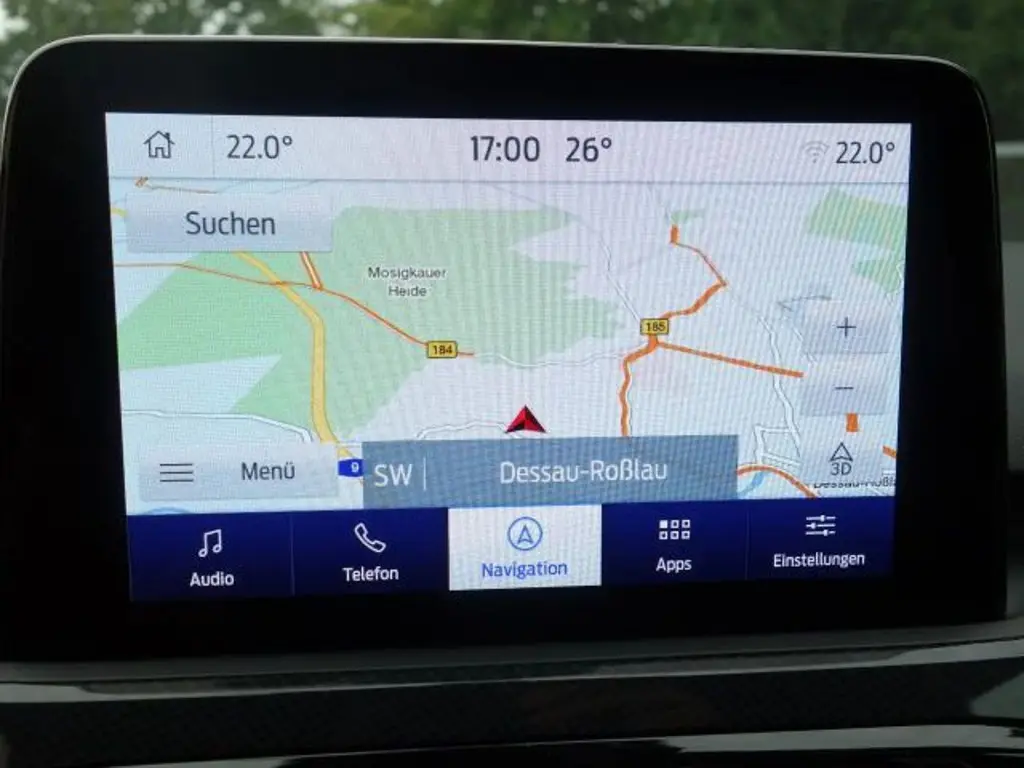 22.0° 17:00 26° 22.0°
Suchen
Mosigkauer
Heide
185
184
+
−
Menü
9
SW
Dessau-Roßlau
3D
Audio
Telefon
Navigation
Apps
Einstellungen